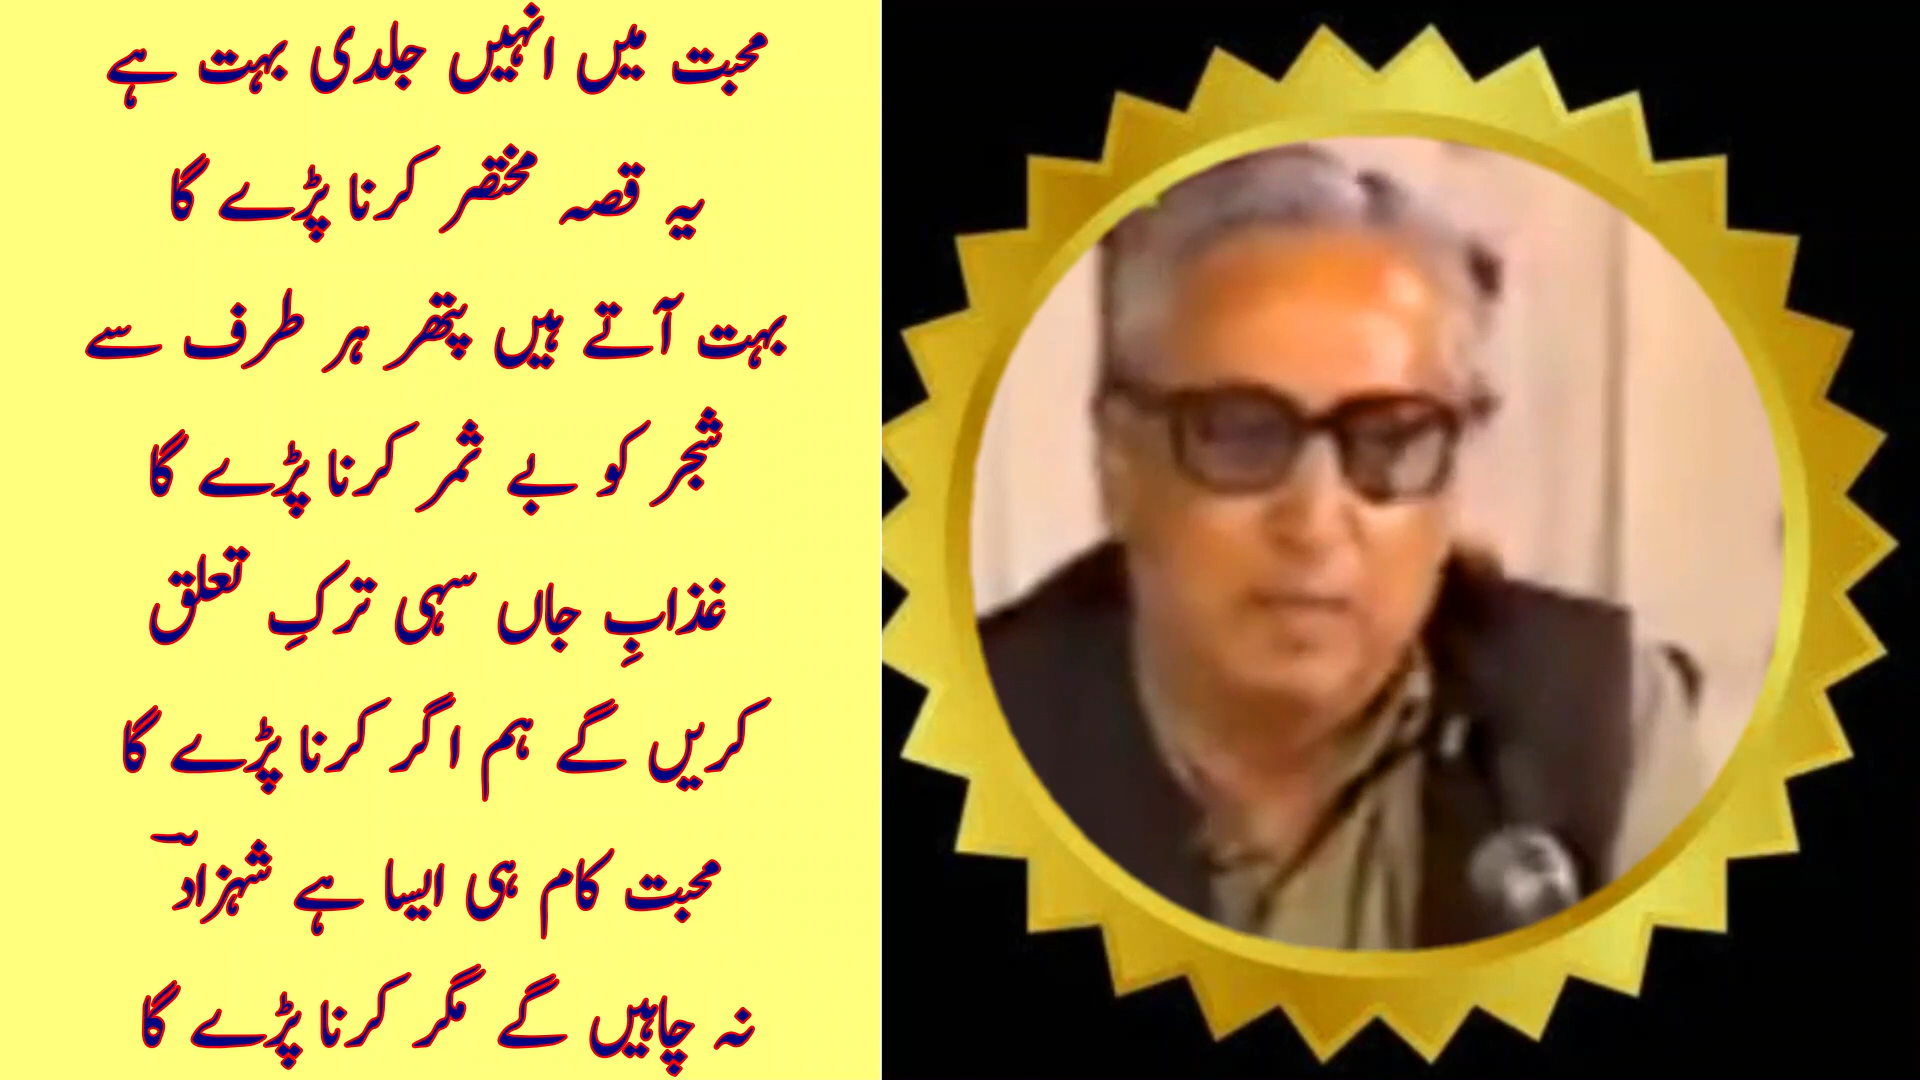 محبت میں انہیں جلدی بہت ہے
یہ قصہ مختصر کرنا پڑے گا
بہت آتے ہیں پتھر ہر طرف سے
شجر کو بے ثمر کرنا پڑے گا
عذابِ جاں سہی ترکِ تعلق
کریں گے ہم اگر کرنا پڑے گا
محبت کام ہی ایسا ہے شہزادؔ
نہ چاہیں گے مگر کرنا پڑے گا